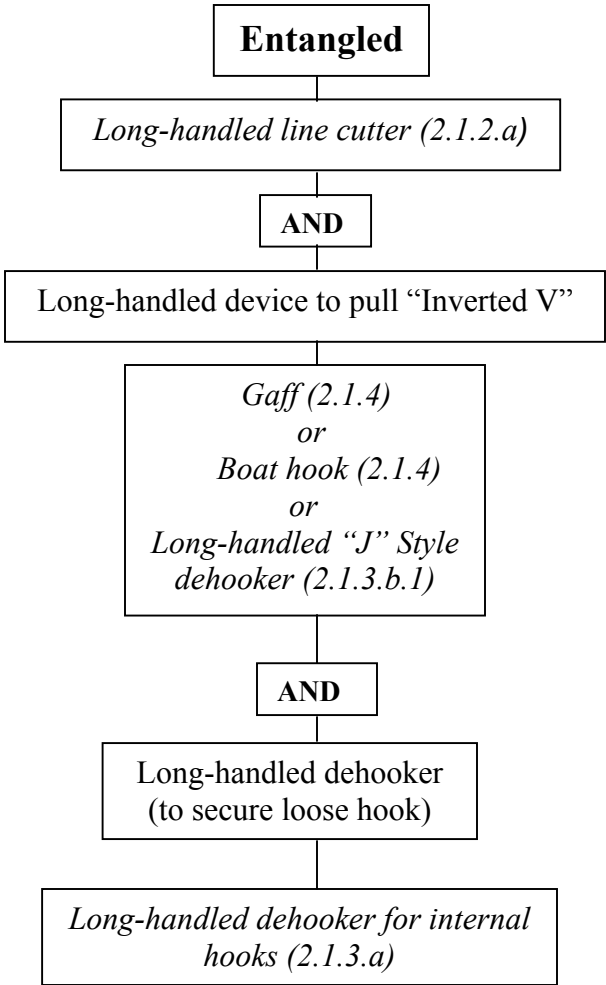 Entangled
Long-handled line cutter (2.1.2.a)
AND
Long-handled device to pull “Inverted V”
Gaff (2.1.4)
or
Boat hook (2.1.4)
or
Long-handled “J” Style
dehooker (2.1.3.b.1)
AND
Long-handled dehooker
(to secure loose hook)
Long-handled dehooker for internal
hooks (2.1.3.a)